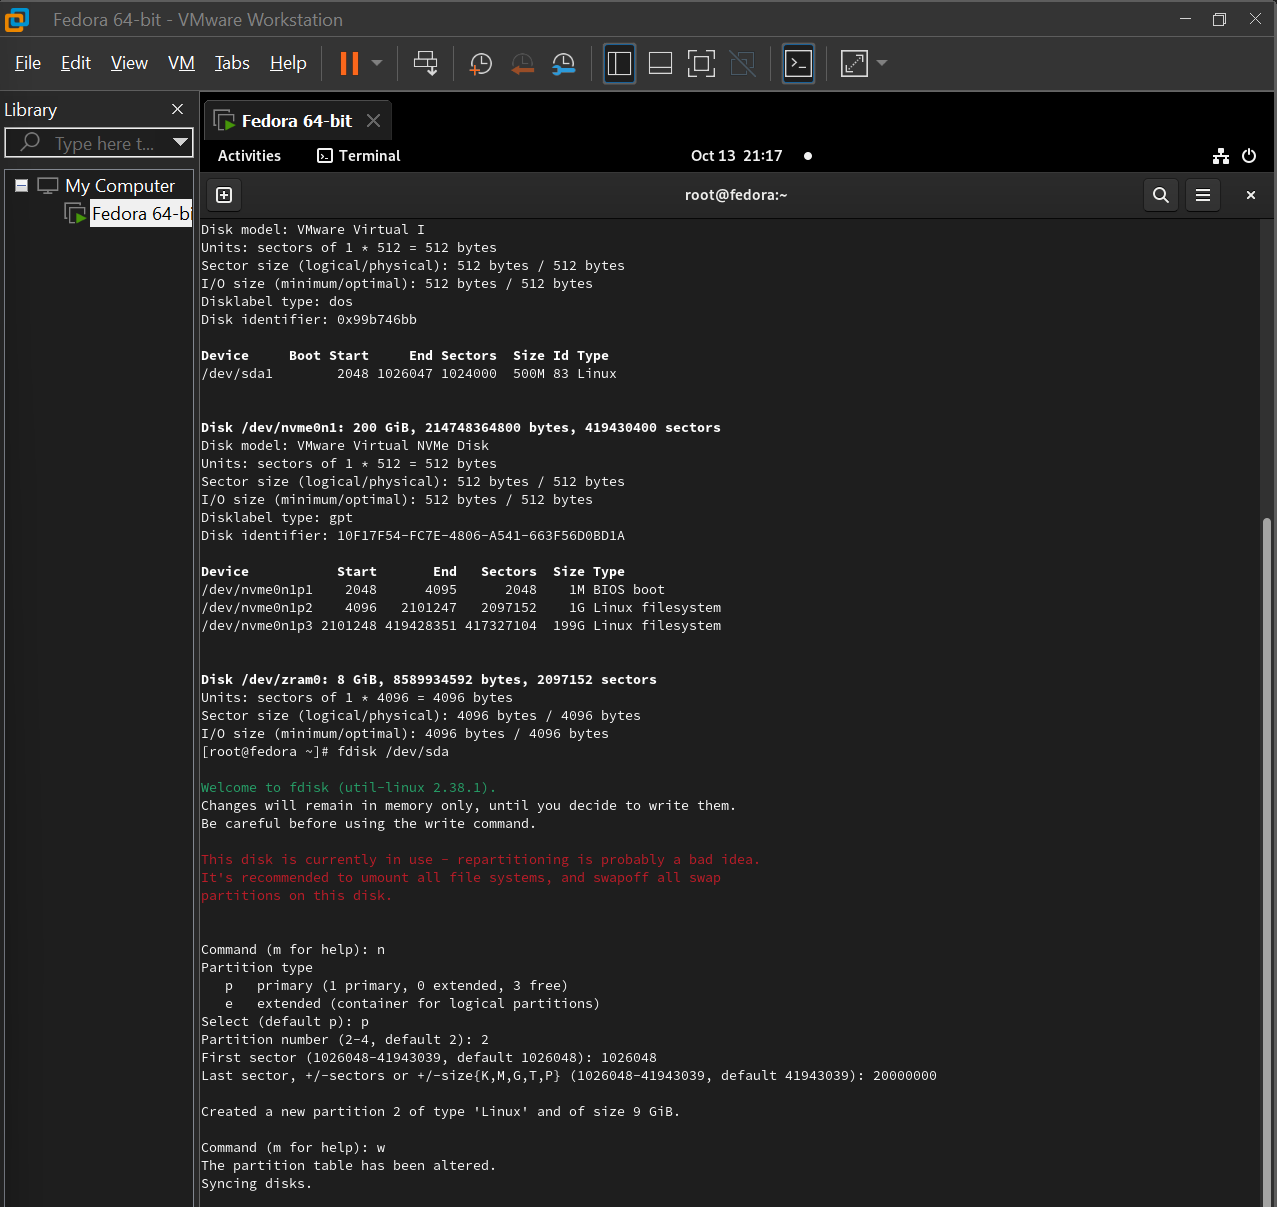 Fedora 64-bit - VMware Workstation
File Edit View VM Tabs Help
Library
Type here t...
My Computer
Fedora 64-bi
Fedora 64-bit
Activities Terminal Oct 13 21:17
root@fedora:~
Disk model: VMware Virtual I
Units: sectors of 1 * 512 = 512 bytes
Sector size (logical/physical): 512 bytes / 512 bytes
I/O size (minimum/optimal): 512 bytes / 512 bytes
Disklabel type: dos
Disk identifier: 0x99b746bb
Device     Boot Start     End Sectors  Size Id Type
/dev/sda1        2048 1026047 1024000  500M 83 Linux
Disk /dev/nvme0n1: 200 GiB, 214748364800 bytes, 419430400 sectors
Disk model: VMware Virtual NVMe Disk
Units: sectors of 1 * 512 = 512 bytes
Sector size (logical/physical): 512 bytes / 512 bytes
I/O size (minimum/optimal): 512 bytes / 512 bytes
Disklabel type: gpt
Disk identifier: 10F17F54-FC7E-4806-A541-663F56D0BD1A
Device           Start       End   Sectors  Size Type
/dev/nvme0n1p1    2048      4095      2048    1M BIOS boot
/dev/nvme0n1p2    4096   2101247   2097152    1G Linux filesystem
/dev/nvme0n1p3 2101248 419428351 417327104  199G Linux filesystem
Disk /dev/zram0: 8 GiB, 8589934592 bytes, 2097152 sectors
Units: sectors of 1 * 4096 = 4096 bytes
Sector size (logical/physical): 4096 bytes / 4096 bytes
I/O size (minimum/optimal): 4096 bytes / 4096 bytes
[root@fedora ~]# fdisk /dev/sda
Welcome to fdisk (util-linux 2.38.1).
Changes will remain in memory only, until you decide to write them.
Be careful before using the write command.
This disk is currently in use - repartitioning is probably a bad idea.
It's recommended to umount all file systems, and swapoff all swap
partitions on this disk.
Command (m for help): n
Partition type
   p   primary (1 primary, 0 extended, 3 free)
   e   extended (container for logical partitions)
Select (default p): p
Partition number (2-4, default 2): 2
First sector (1026048-41943039, default 1026048): 1026048
Last sector, +/-sectors or +/-size{K,M,G,T,P} (1026048-41943039, default 41943039): 20000000
Created a new partition 2 of type 'Linux' and of size 9 GiB.
Command (m for help): w
The partition table has been altered.
Syncing disks.